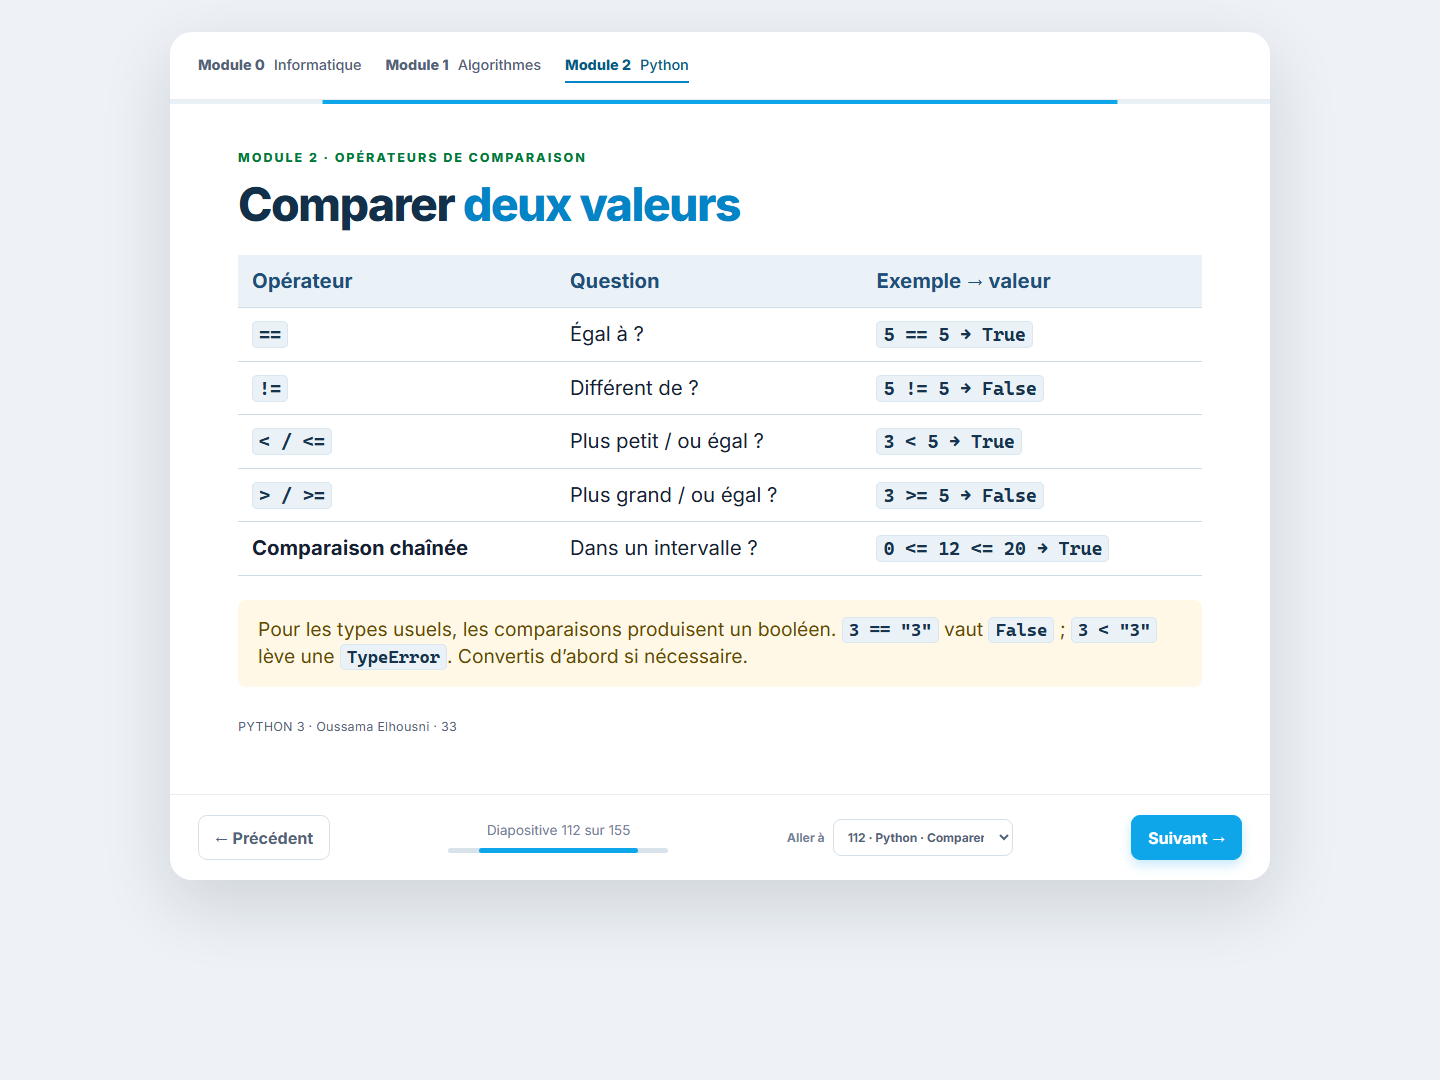 Module 0 Informatique Module 1 Algorithmes Module 2 Python
MODULE 2 · OPÉRATEURS DE COMPARAISON
Comparer deux valeurs
Opérateur Question Exemple → valeur
== Égal à ? 5 == 5 → True
!= Différent de ? 5 != 5 → False
< / <= Plus petit / ou égal ? 3 < 5 → True
> / >= Plus grand / ou égal ? 3 >= 5 → False
Comparaison chaînée Dans un intervalle ? 0 <= 12 <= 20 → True
Pour les types usuels, les comparaisons produisent un booléen. 3 == "3" vaut False ; 3 < "3"
lève une TypeError. Convertis d’abord si nécessaire.
PYTHON 3 · Oussama Elhousni · 33
← Précédent Diapositive 112 sur 155 Aller à 112 · Python · Comparer Suivant →